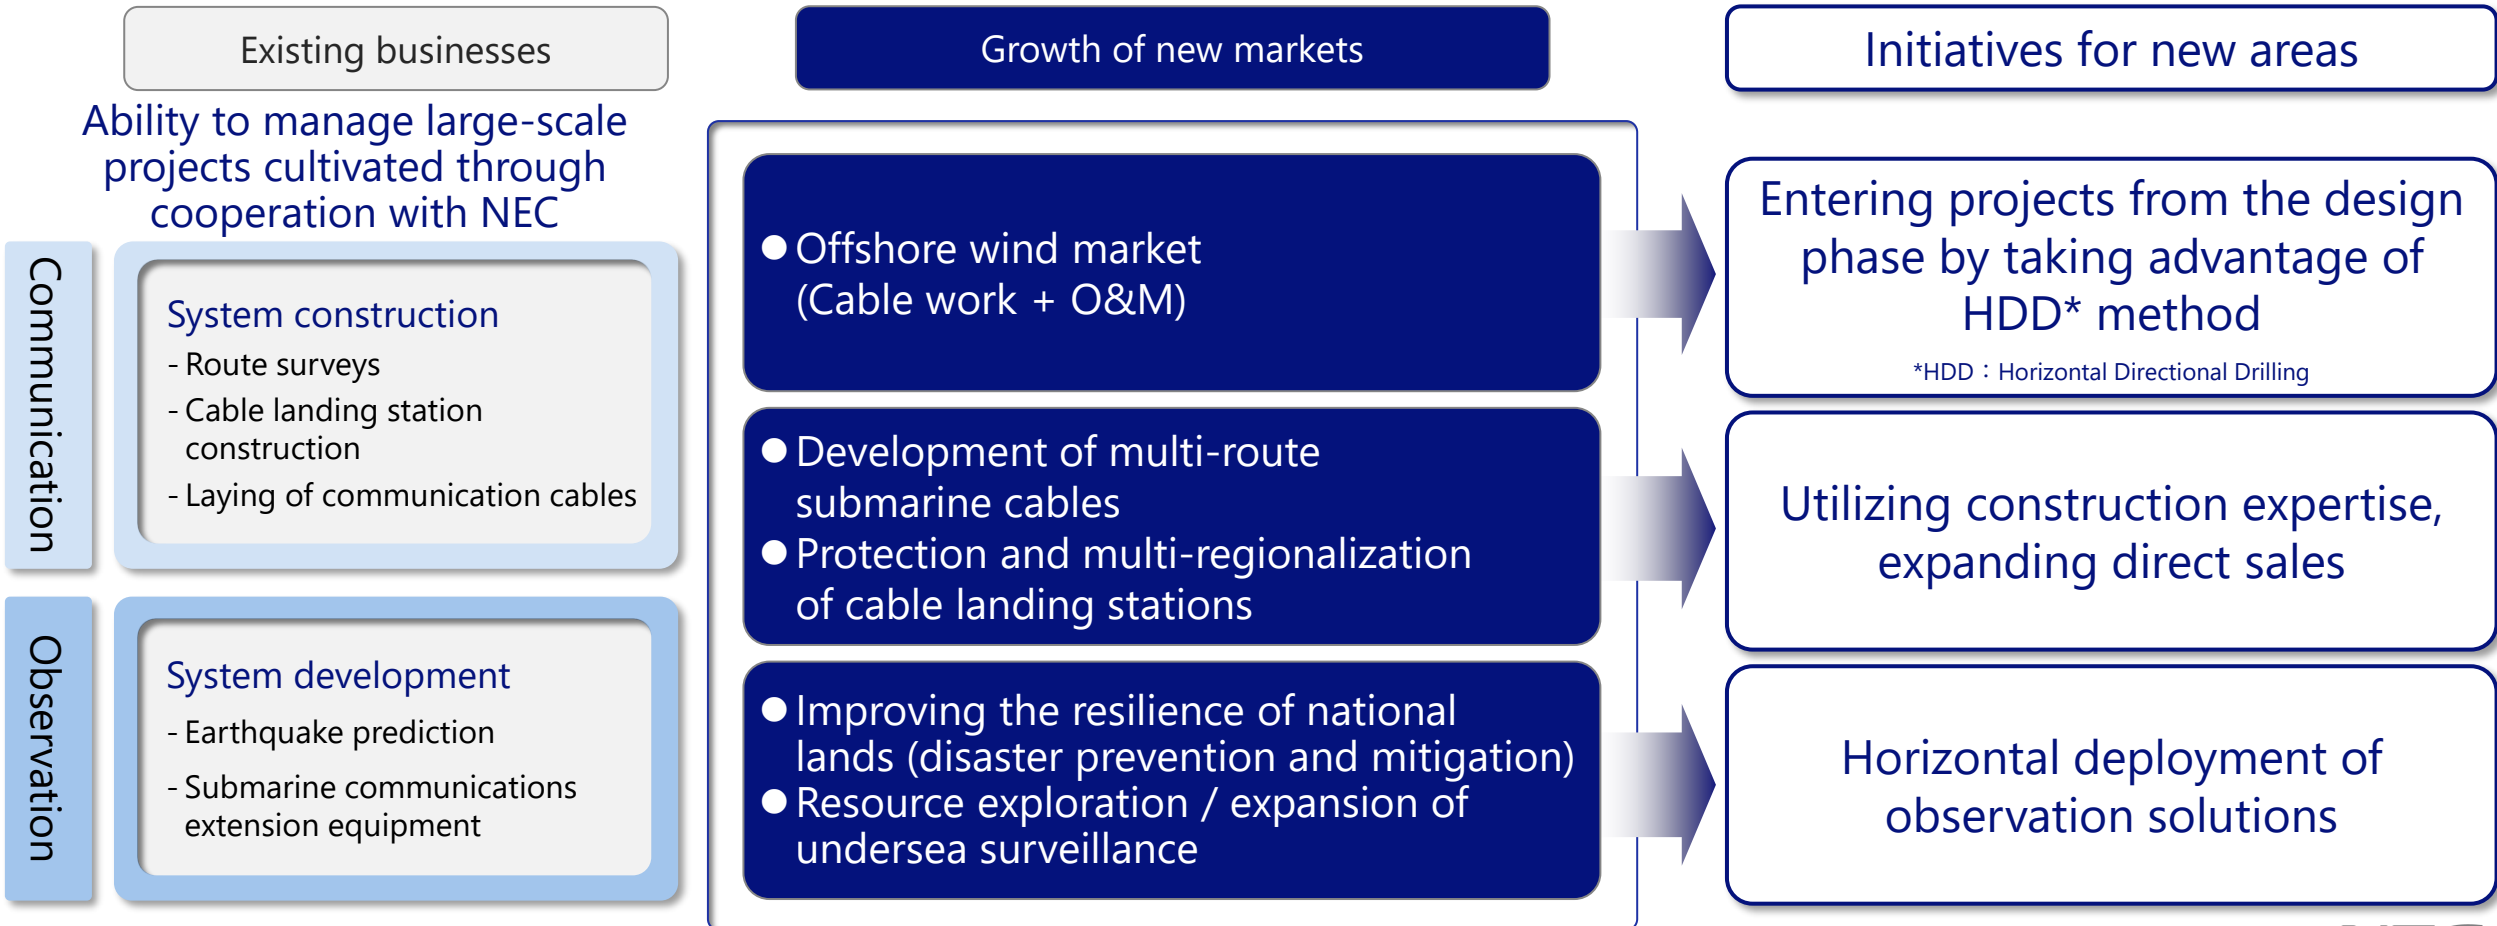 Existing businesses
Growth of new markets
Initiatives for new areas
Ability to manage large-scale
projects cultivated through
cooperation with NEC
Communication
System construction
- Route surveys
- Cable landing station
construction
- Laying of communication cables
Observation
System development
- Earthquake prediction
- Submarine communications
extension equipment
● Offshore wind market
(Cable work + O&M)
● Development of multi-route
submarine cables
● Protection and multi-regionalization
of cable landing stations
● Improving the resilience of national
lands (disaster prevention and mitigation)
● Resource exploration / expansion of
undersea surveillance
Entering projects from the design
phase by taking advantage of
HDD* method
*HDD：Horizontal Directional Drilling
Utilizing construction expertise,
expanding direct sales
Horizontal deployment of
observation solutions